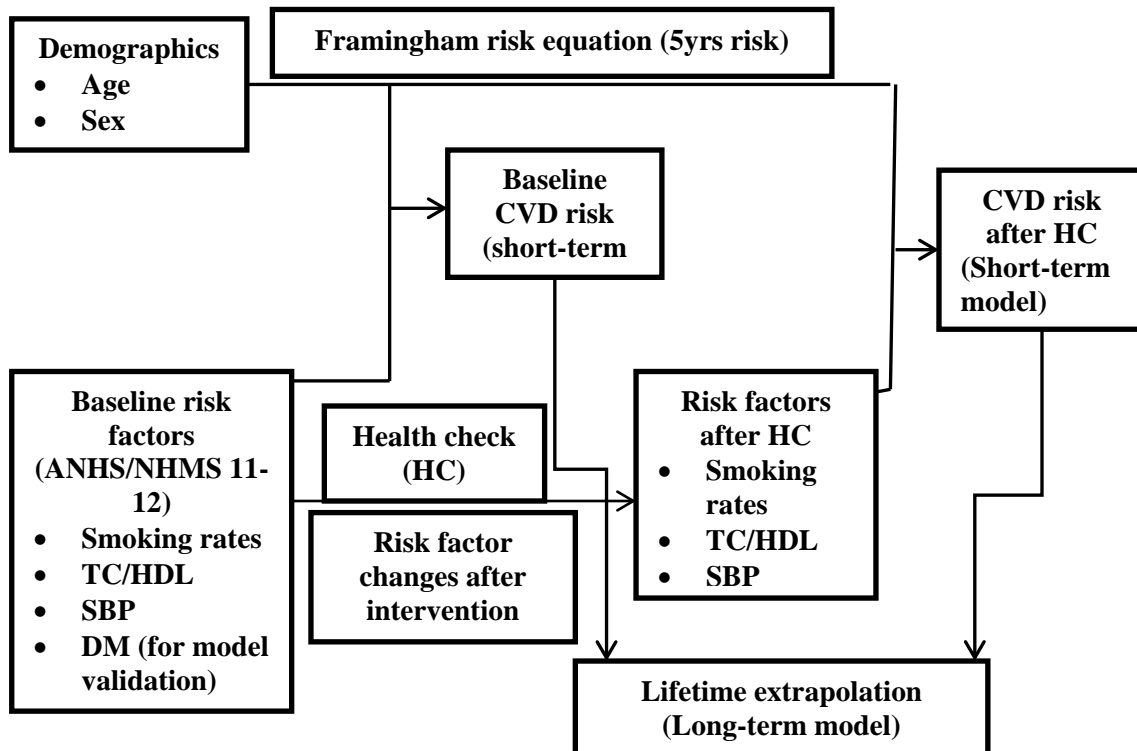 Demographics
• Age
• Sex
Framingham risk equation (5yrs risk)
Baseline
CVD risk
(short-term
CVD risk
after HC
(Short-term
model)
Baseline risk
factors
(ANHS/NHMS 11-
12)
• Smoking rates
• TC/HDL
• SBP
• DM (for model
validation)
Health check
(HC)
Risk factor
changes after
intervention
Risk factors
after HC
• Smoking
rates
• TC/HDL
• SBP
Lifetime extrapolation
(Long-term model)